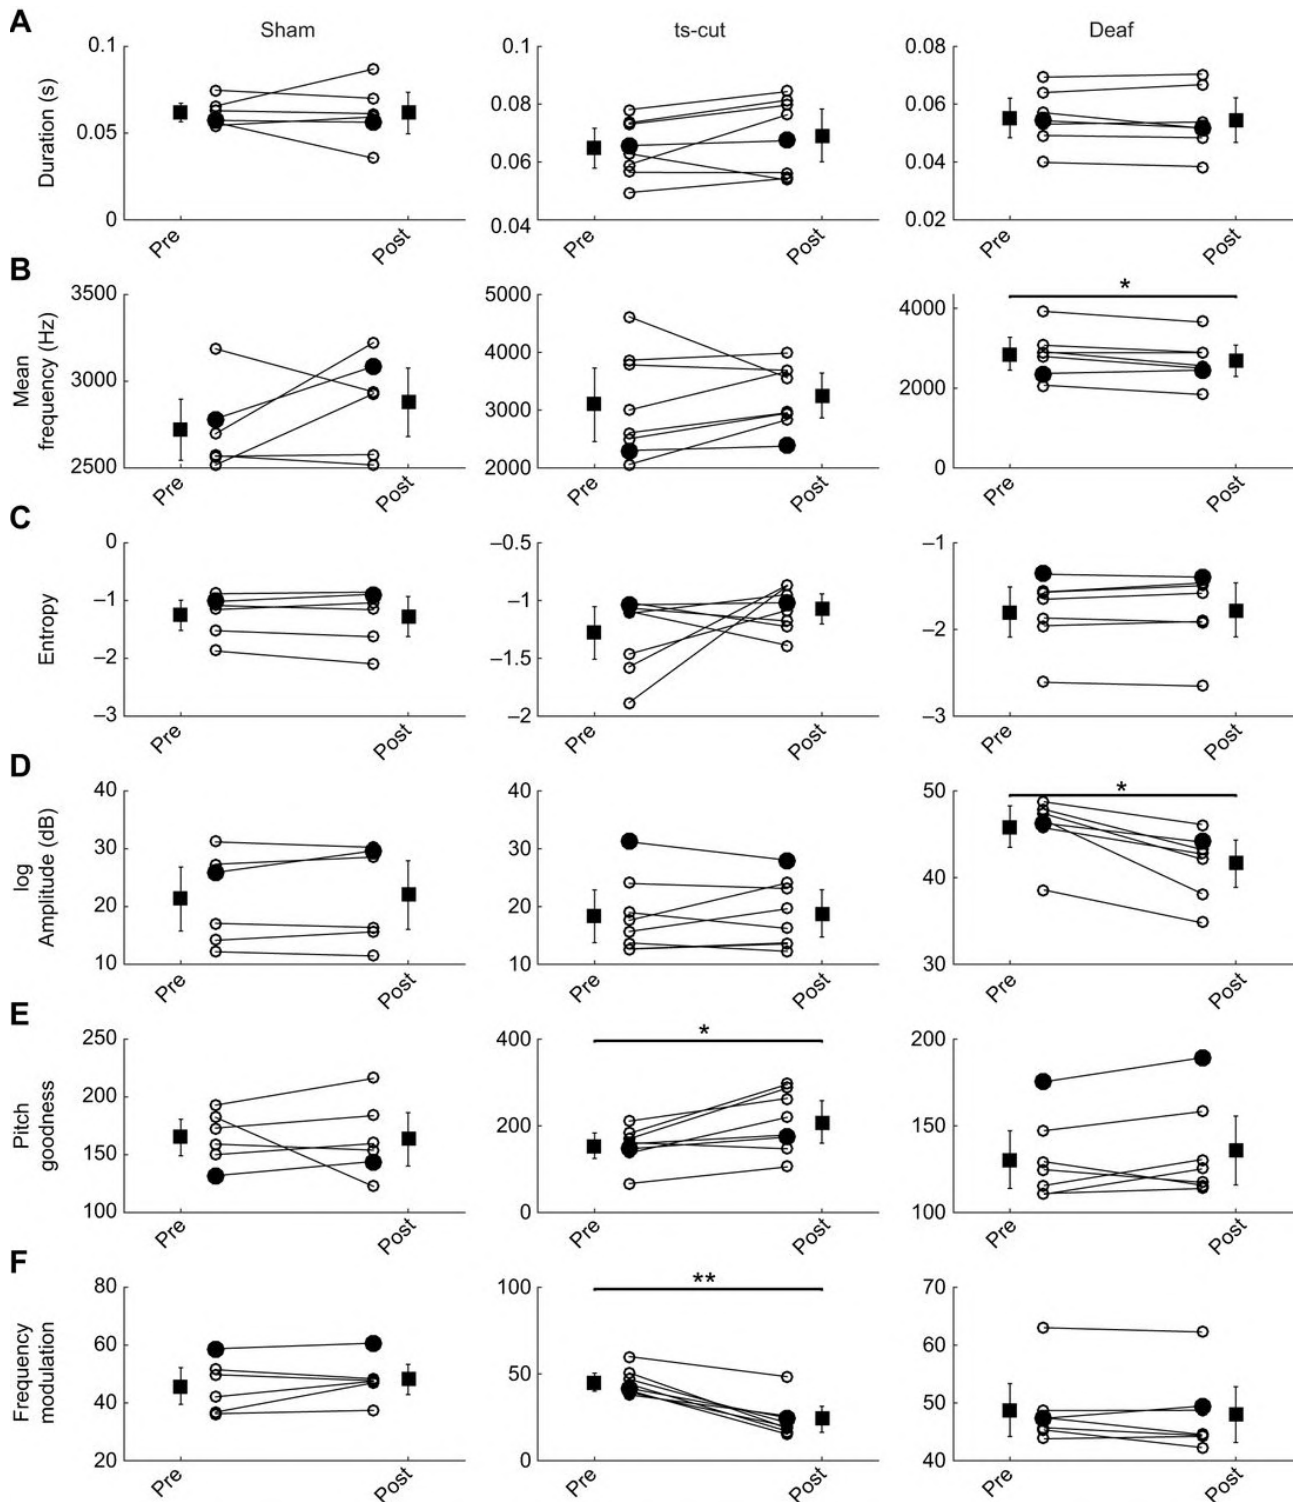 A
Sham ts-cut Deaf
Duration (s)
0.1 0.05 0
Pre Post
0.1 0.08 0.06 0.04
Pre Post
0.08 0.06 0.04 0.02
Pre Post
B
Mean
frequency (Hz)
3500 3000 2500
Pre Post
5000 4000 3000 2000
Pre Post
4000 2000 0
*
Pre Post
C
Entropy
0 –1 –2 –3
Pre Post
–0.5 –1 –1.5 –2
Pre Post
–1 –2 –3
Pre Post
D
log
Amplitude (dB)
40 30 20 10
Pre Post
40 30 20 10
Pre Post
50 40 30
*
Pre Post
E
Pitch
goodness
250 200 150 100
Pre Post
400 200 0
*
Pre Post
200 150 100
Pre Post
F
Frequency
modulation
80 60 40 20
Pre Post
100 50 0
**
Pre Post
70 60 50 40
Pre Post